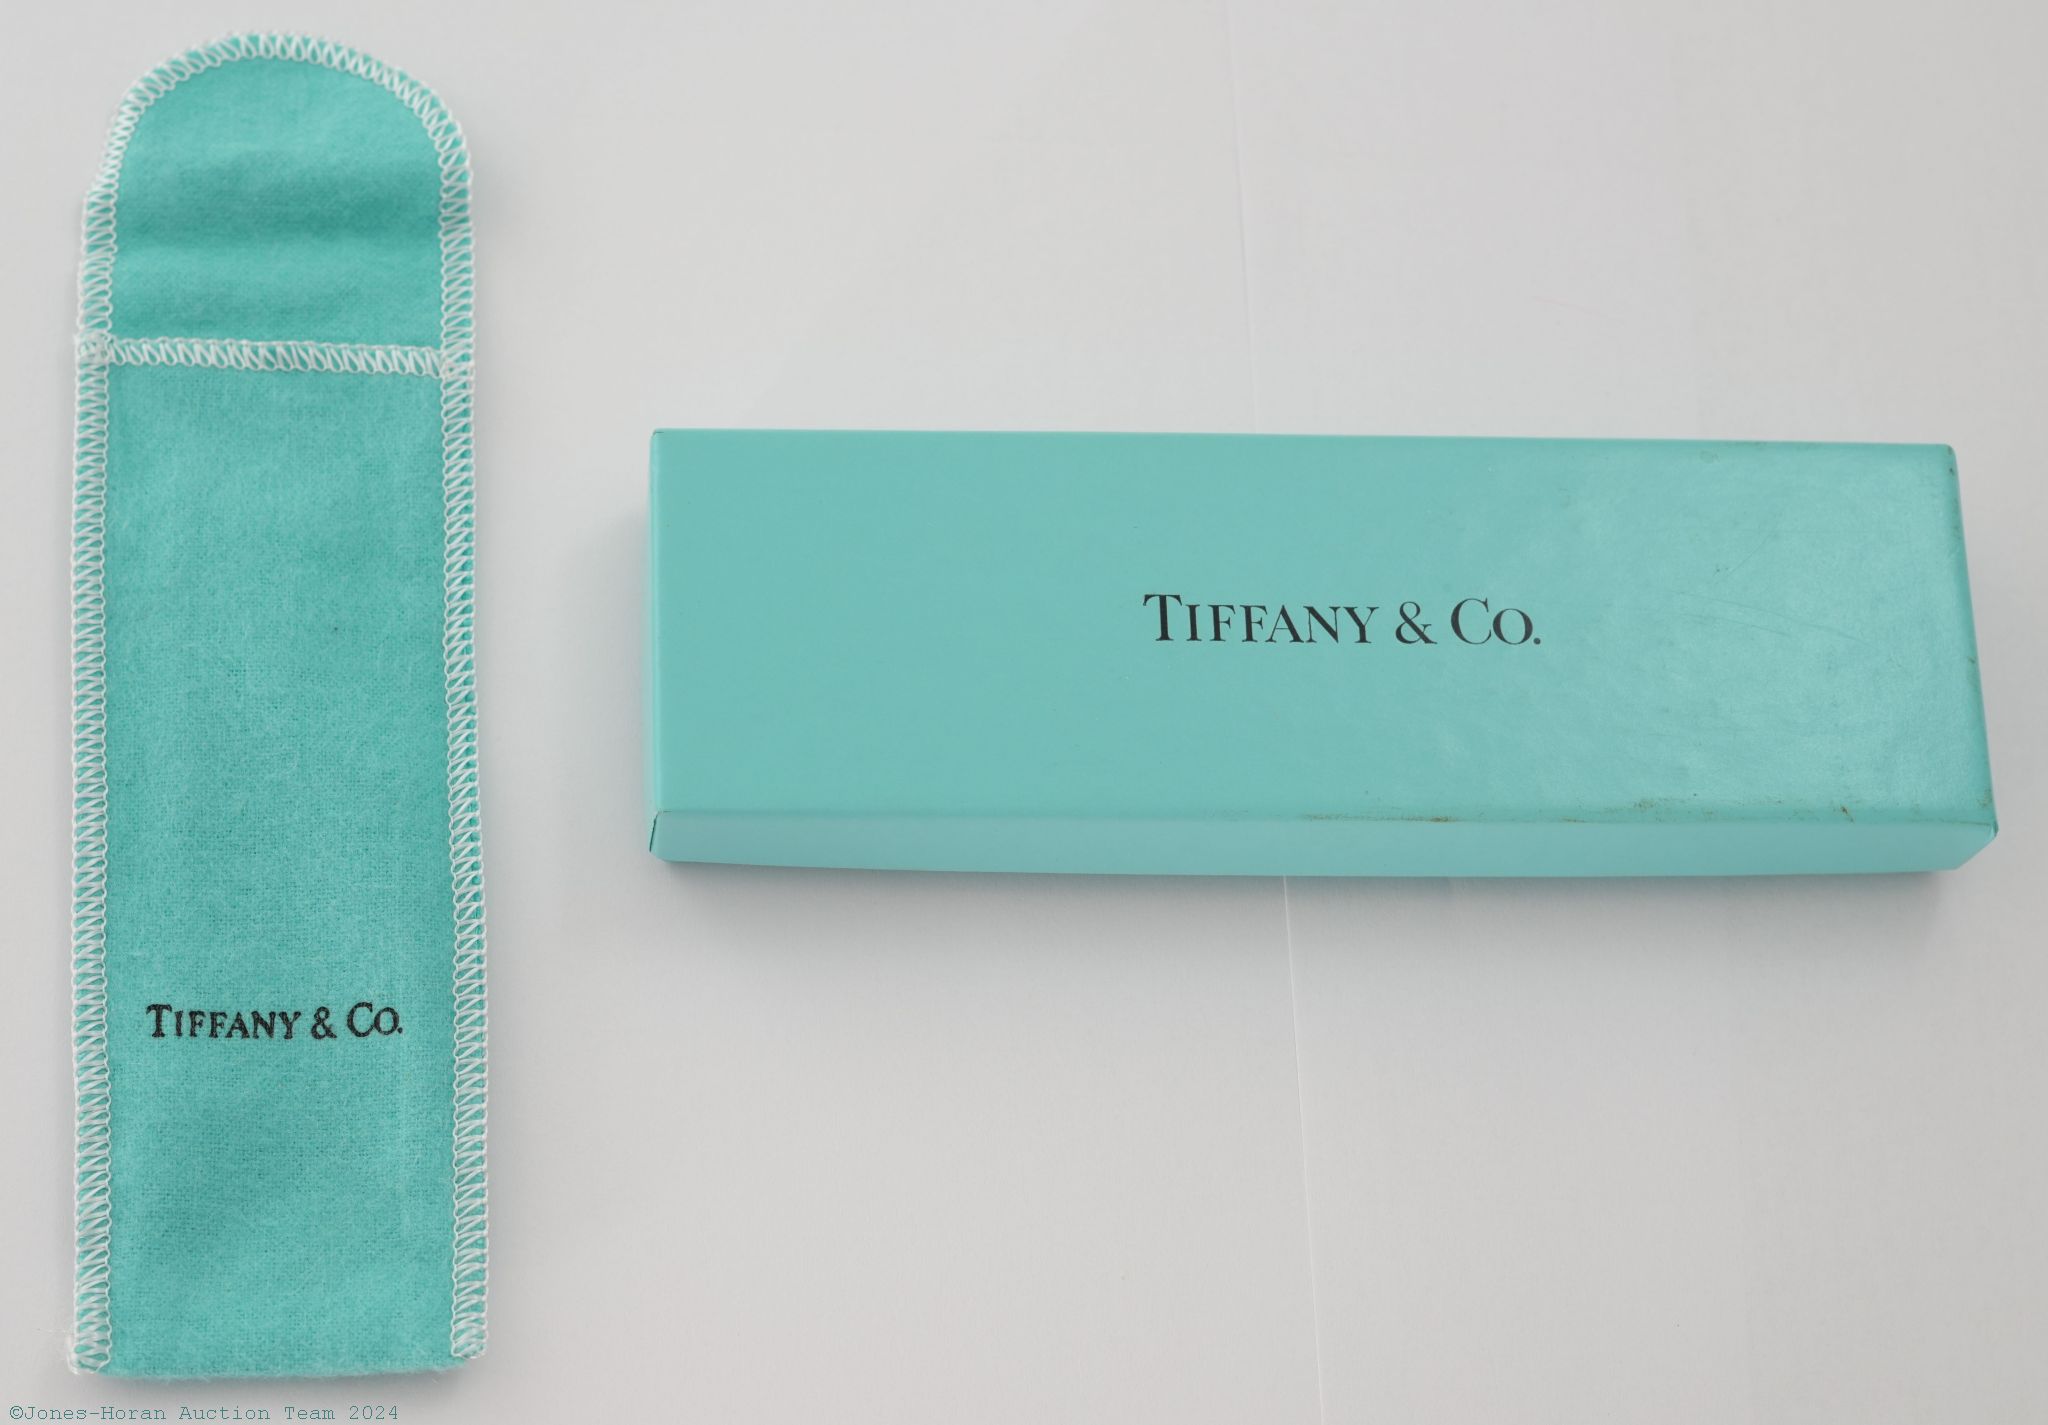 TIFFANY & CO.
TIFFANY & CO.
©Jones-Horan Auction Team 2024